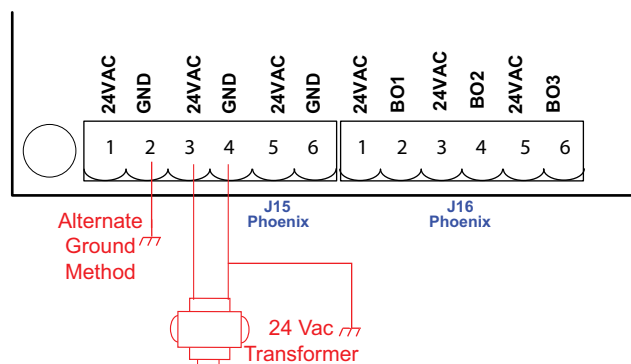 24VAC GND 24VAC GND 24VAC GND 24VAC BO1 24VAC BO2 24VAC BO3
1 2 3 4 5 6 1 2 3 4 5 6
J15
Phoenix
J16
Phoenix
Alternate
Ground
Method
24 Vac
Transformer